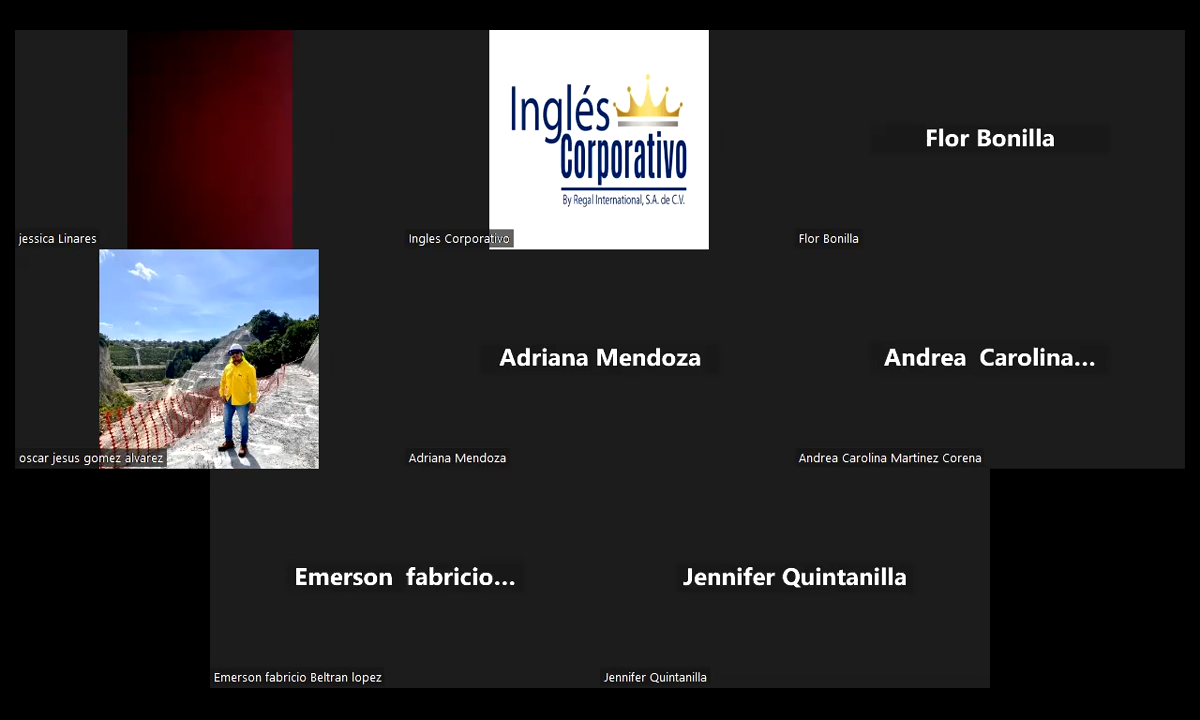 Inglés
Corporativo
By Regal International, S.A. de C.V.
Flor Bonilla
jessica Linares
Ingles Corporativo
Flor Bonilla
Adriana Mendoza
Andrea Carolina...
oscar jesus gomez alvarez
Adriana Mendoza
Andrea Carolina Martinez Corena
Emerson fabricio...
Jennifer Quintanilla
Emerson fabricio Beltran lopez
Jennifer Quintanilla